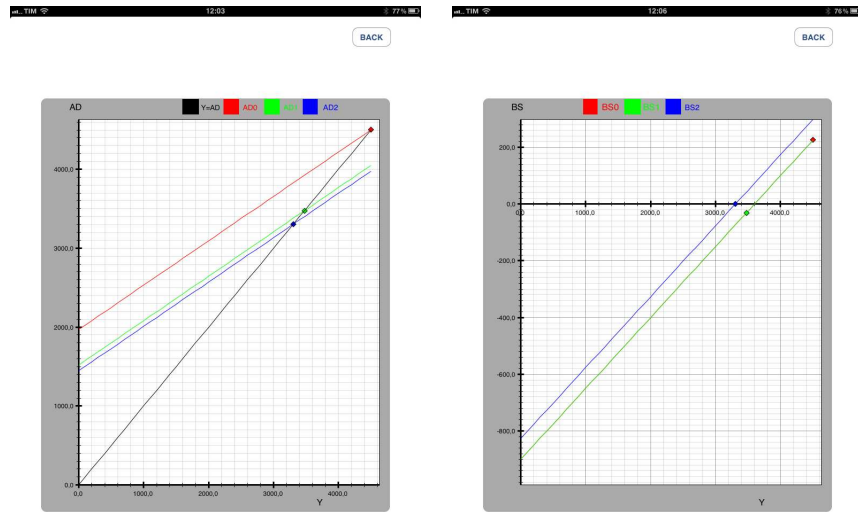 TIM 12:03 77%
BACK
AD Y=AD AD0 AD1 AD2
4000,0
3000,0
2000,0
1000,0
0,0
0,0 1000,0 2000,0 3000,0 4000,0
Y
TIM 12:06 76%
BACK
BS BS0 BS1 BS2
200,0
0,0
0,0 1000,0 2000,0 3000,0 4000,0
-200,0
-400,0
-600,0
-800,0
Y